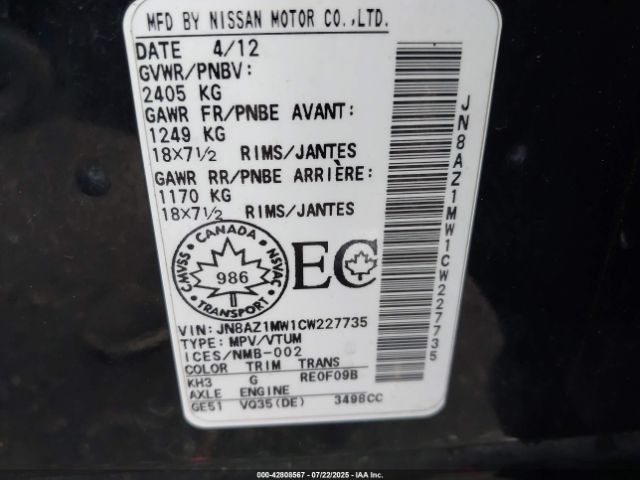 MFD BY NISSAN MOTOR CO.,LTD.
DATE 4/12
GVWR/PNBV:
2405 KG
GAWR FR/PNBE AVANT:
1249 KG
18×7½ RIMS/JANTES
GAWR RR/PNBE ARRIÈRE:
1170 KG
18×7½ RIMS/JANTES
CANADA
CMVSS NSVAC
986
TRANSPORT
EC
VIN: JN8AZ1MW1CW227735
TYPE: MPV/VTUM
ICES/NMB-002
COLOR TRIM TRANS
KH3 G RE0F09B
AXLE ENGINE
GE51 VQ35(DE) 3498CC
JN8AZ1MW1CW227735
000-42808567 - 07/22/2025 - IAAI.COM